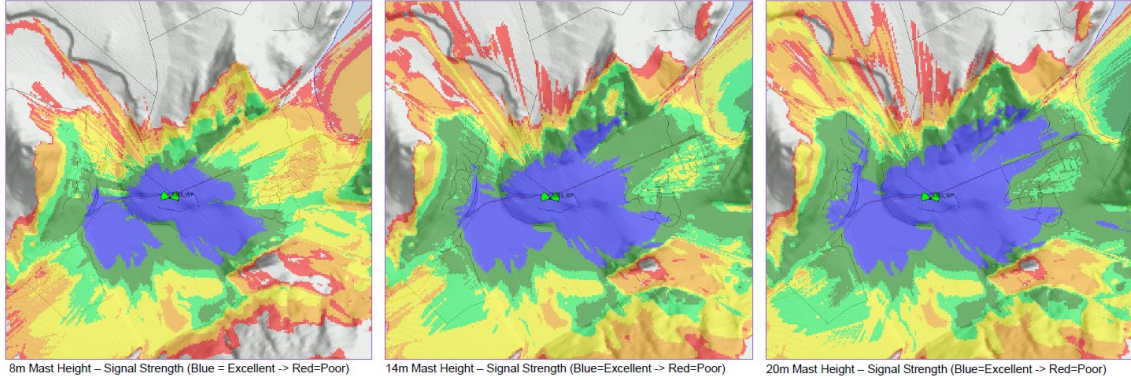 8m Mast Height – Signal Strength (Blue = Excellent -> Red=Poor)
14m Mast Height – Signal Strength (Blue=Excellent -> Red=Poor)
20m Mast Height – Signal Strength (Blue=Excellent -> Red=Poor)